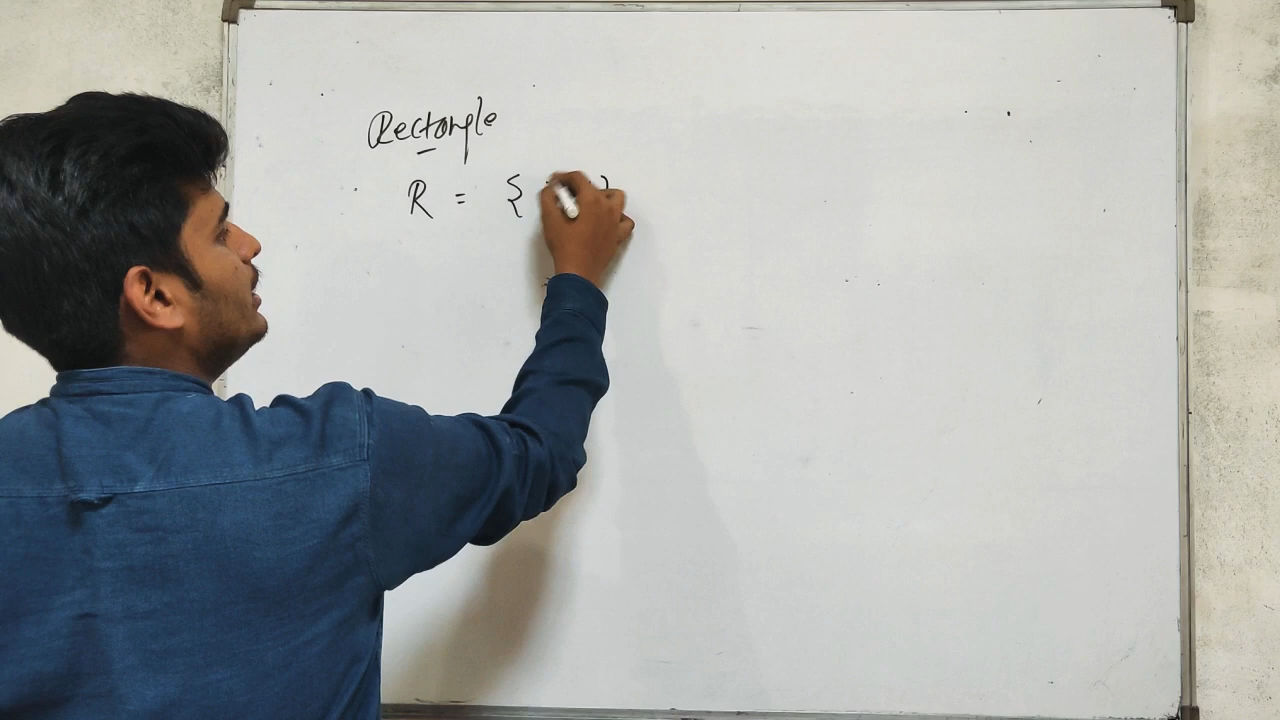 Rectangle
R = { }